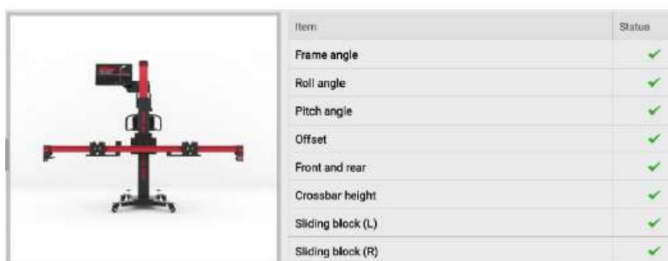 Item Status
Frame angle
Roll angle
Pitch angle
Offset
Front and rear
Crossbar height
Sliding block (L)
Sliding block (R)